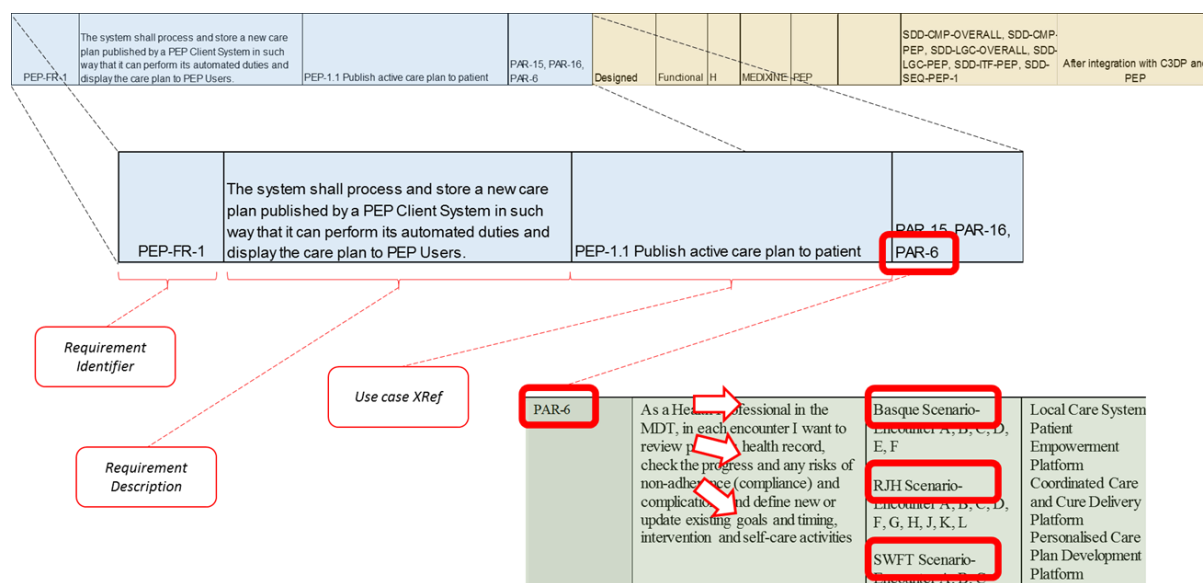 PEP-FR-1
The system shall process and store a new care
plan published by a PEP Client System in such
way that it can perform its automated duties and
display the care plan to PEP Users.
PEP-1.1 Publish active care plan to patient
PAR-15, PAR-16,
PAR-6
Designed
Functional
H
MEDIXINE
PEP
SDD-CMP-OVERALL, SDD-CMP-
PEP, SDD-LGC-OVERALL, SDD-
LGC-PEP, SDD-ITF-PEP, SDD-
SEQ-PEP-1
After integration with C3DP and
PEP
PEP-FR-1
The system shall process and store a new care
plan published by a PEP Client System in such
way that it can perform its automated duties and
display the care plan to PEP Users.
PEP-1.1 Publish active care plan to patient
PAR-15, PAR-16,
PAR-6
Requirement
Identifier
Use case XRef
Requirement
Description
PAR-6
As a Health Professional in the
MDT, in each encounter I want to
review health record,
check the progress and any risks of
non-adherence (compliance) and
and define new or
update existing goals and timing,
intervention and self-care activities
Basque Scenario-
Encounter A, B, C, D,
E, F
RJH Scenario-
Encounter A, B, C, D,
F, G, H, J, K, L
SWFT Scenario-
Encounter A, B, C
Local Care System
Patient
Empowerment
Platform
Coordinated Care
and Cure Delivery
Platform
Personalised Care
Plan Development
Platform